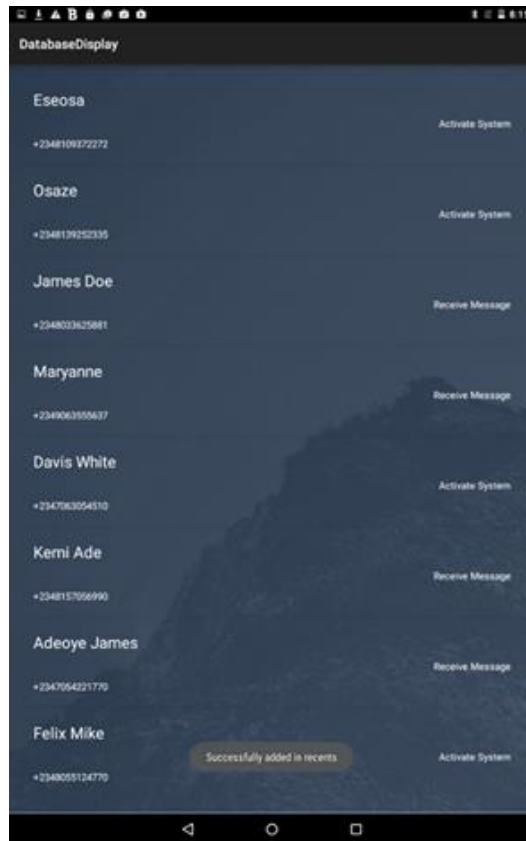 DatabaseDisplay
Eseosa
Activate System
+2348109372272
Osaze
Activate System
+2348139252335
James Doe
Receive Message
+2348033625881
Maryanne
Receive Message
+2349063555637
Davis White
Activate System
+2347063054510
Kemi Ade
Receive Message
+2348157056990
Adeoye James
Receive Message
+2347054221770
Felix Mike
Successfully added in recents
Activate System
+2348055124770